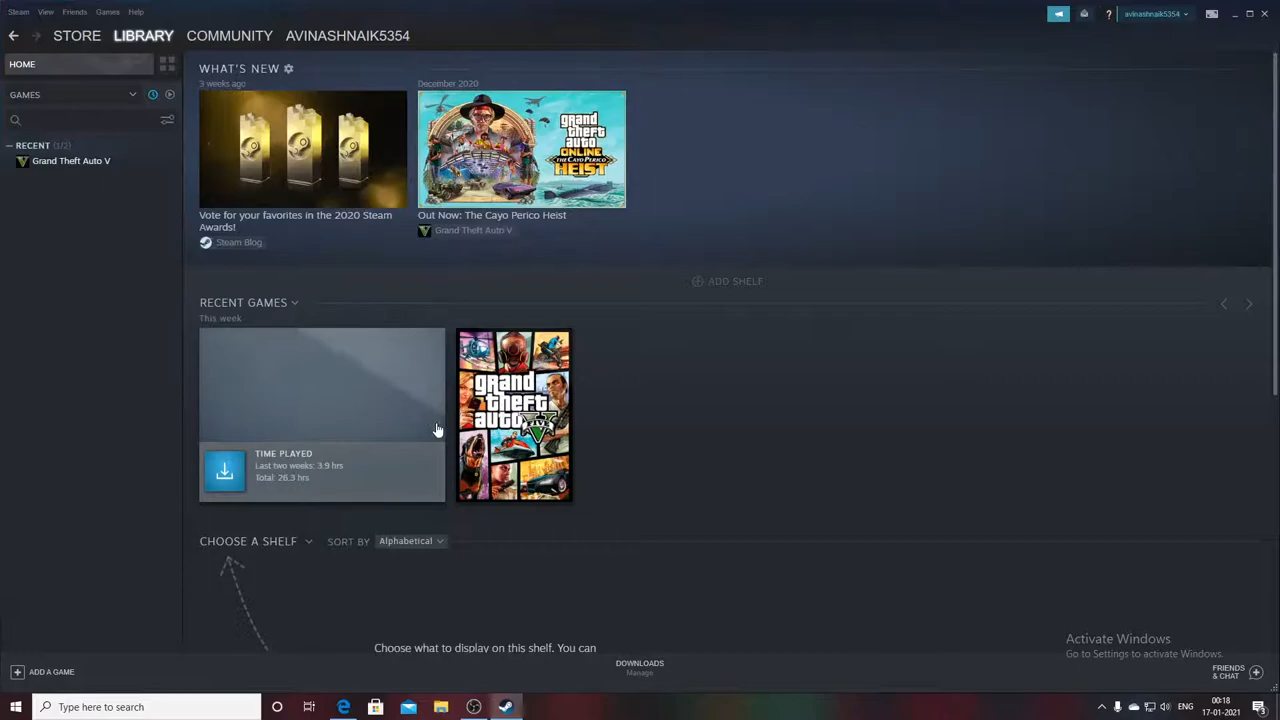 Steam View Friends Games Help
avinashnaik5354
STORE LIBRARY COMMUNITY AVINASHNAIK5354
HOME
GAMES
RECENT (1/2)
Grand Theft Auto V
WHAT'S NEW
3 weeks ago
Vote for your favorites in the 2020 Steam
Awards!
Steam Blog
December 2020
grand
theft
auto
ONLINE
THE CAYO PERICO
HEIST
Out Now: The Cayo Perico Heist
Grand Theft Auto V
ADD SHELF
RECENT GAMES
This week
TIME PLAYED
Last two weeks: 3.9 hrs
Total: 26.3 hrs
grand
theft
auto
V
FIVE
CHOOSE A SHELF SORT BY Alphabetical
Choose what to display on this shelf. You can
Activate Windows
Go to Settings to activate Windows.
ADD A GAME
DOWNLOADS
Manage
FRIENDS
& CHAT
Type here to search
ENG
00:18
17-01-2021
3